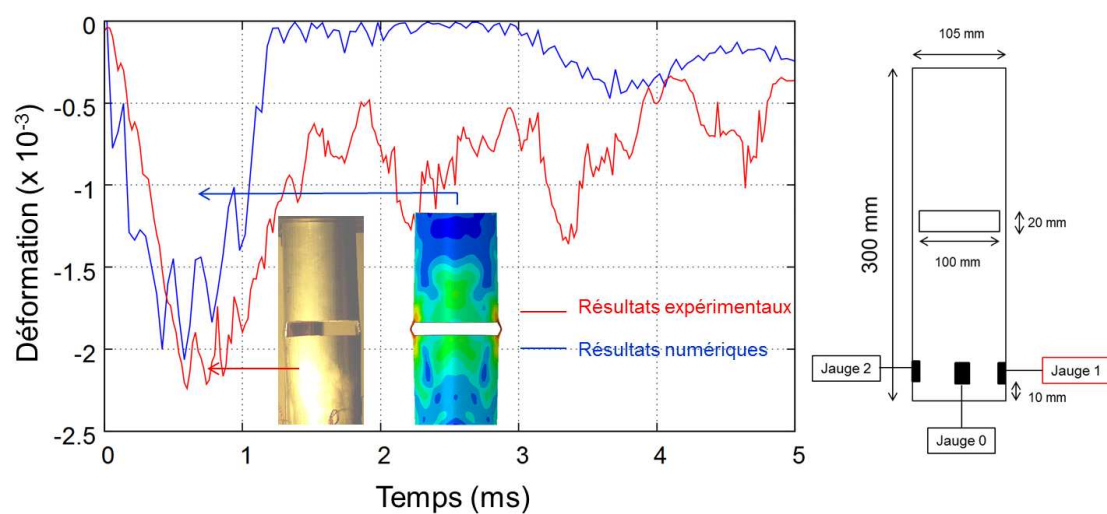 0
-0.5
-1
-1.5
-2
-2.5
Déformation (x 10-3)
0
1
2
3
4
5
Temps (ms)
Résultats expérimentaux
Résultats numériques
105 mm
300 mm
20 mm
100 mm
Jauge 2
Jauge 1
10 mm
Jauge 0